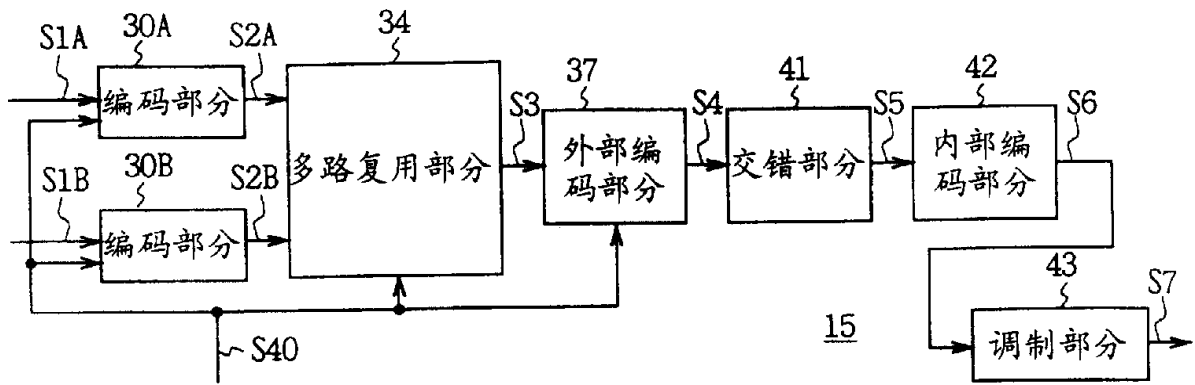 S1A
30A
S2A
编码部分
S1B
30B
S2B
编码部分
34
多路复用部分
S3
37
外部编
码部分
S4
41
交错部分
S5
42
内部编
码部分
S6
43
调制部分
S7
S40
15